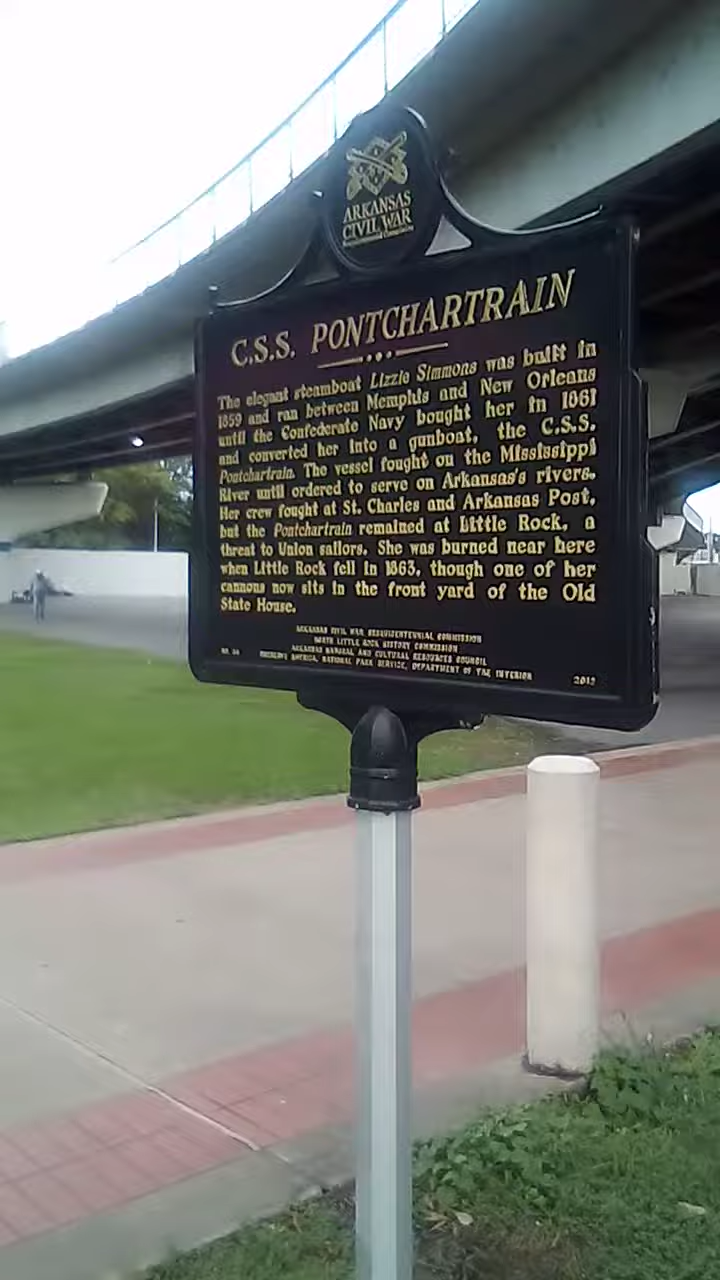 ARKANSAS
CIVIL WAR
C.S.S. PONTCHARTRAIN
The elegant steamboat Lizzie Simmons was built in
1859 and ran between Memphis and New Orleans
until the Confederate Navy bought her in 1861
and converted her into a gunboat, the C.S.S.
Pontchartrain. The vessel fought on the Mississippi
River until ordered to serve on Arkansas's rivers.
Her crew fought at St. Charles and Arkansas Post,
but the Pontchartrain remained at Little Rock, a
threat to Union sailors. She was burned near here
when Little Rock fell in 1863, though one of her
cannons now sits in the front yard of the Old
State House.
ARKANSAS CIVIL WAR SESQUICENTENNIAL COMMISSION
NORTH LITTLE ROCK HISTORY COMMISSION
ARKANSAS NATURAL AND CULTURAL RESOURCES COUNCIL
PRESERVE AMERICA, NATIONAL PARK SERVICE, DEPARTMENT OF THE INTERIOR
2012